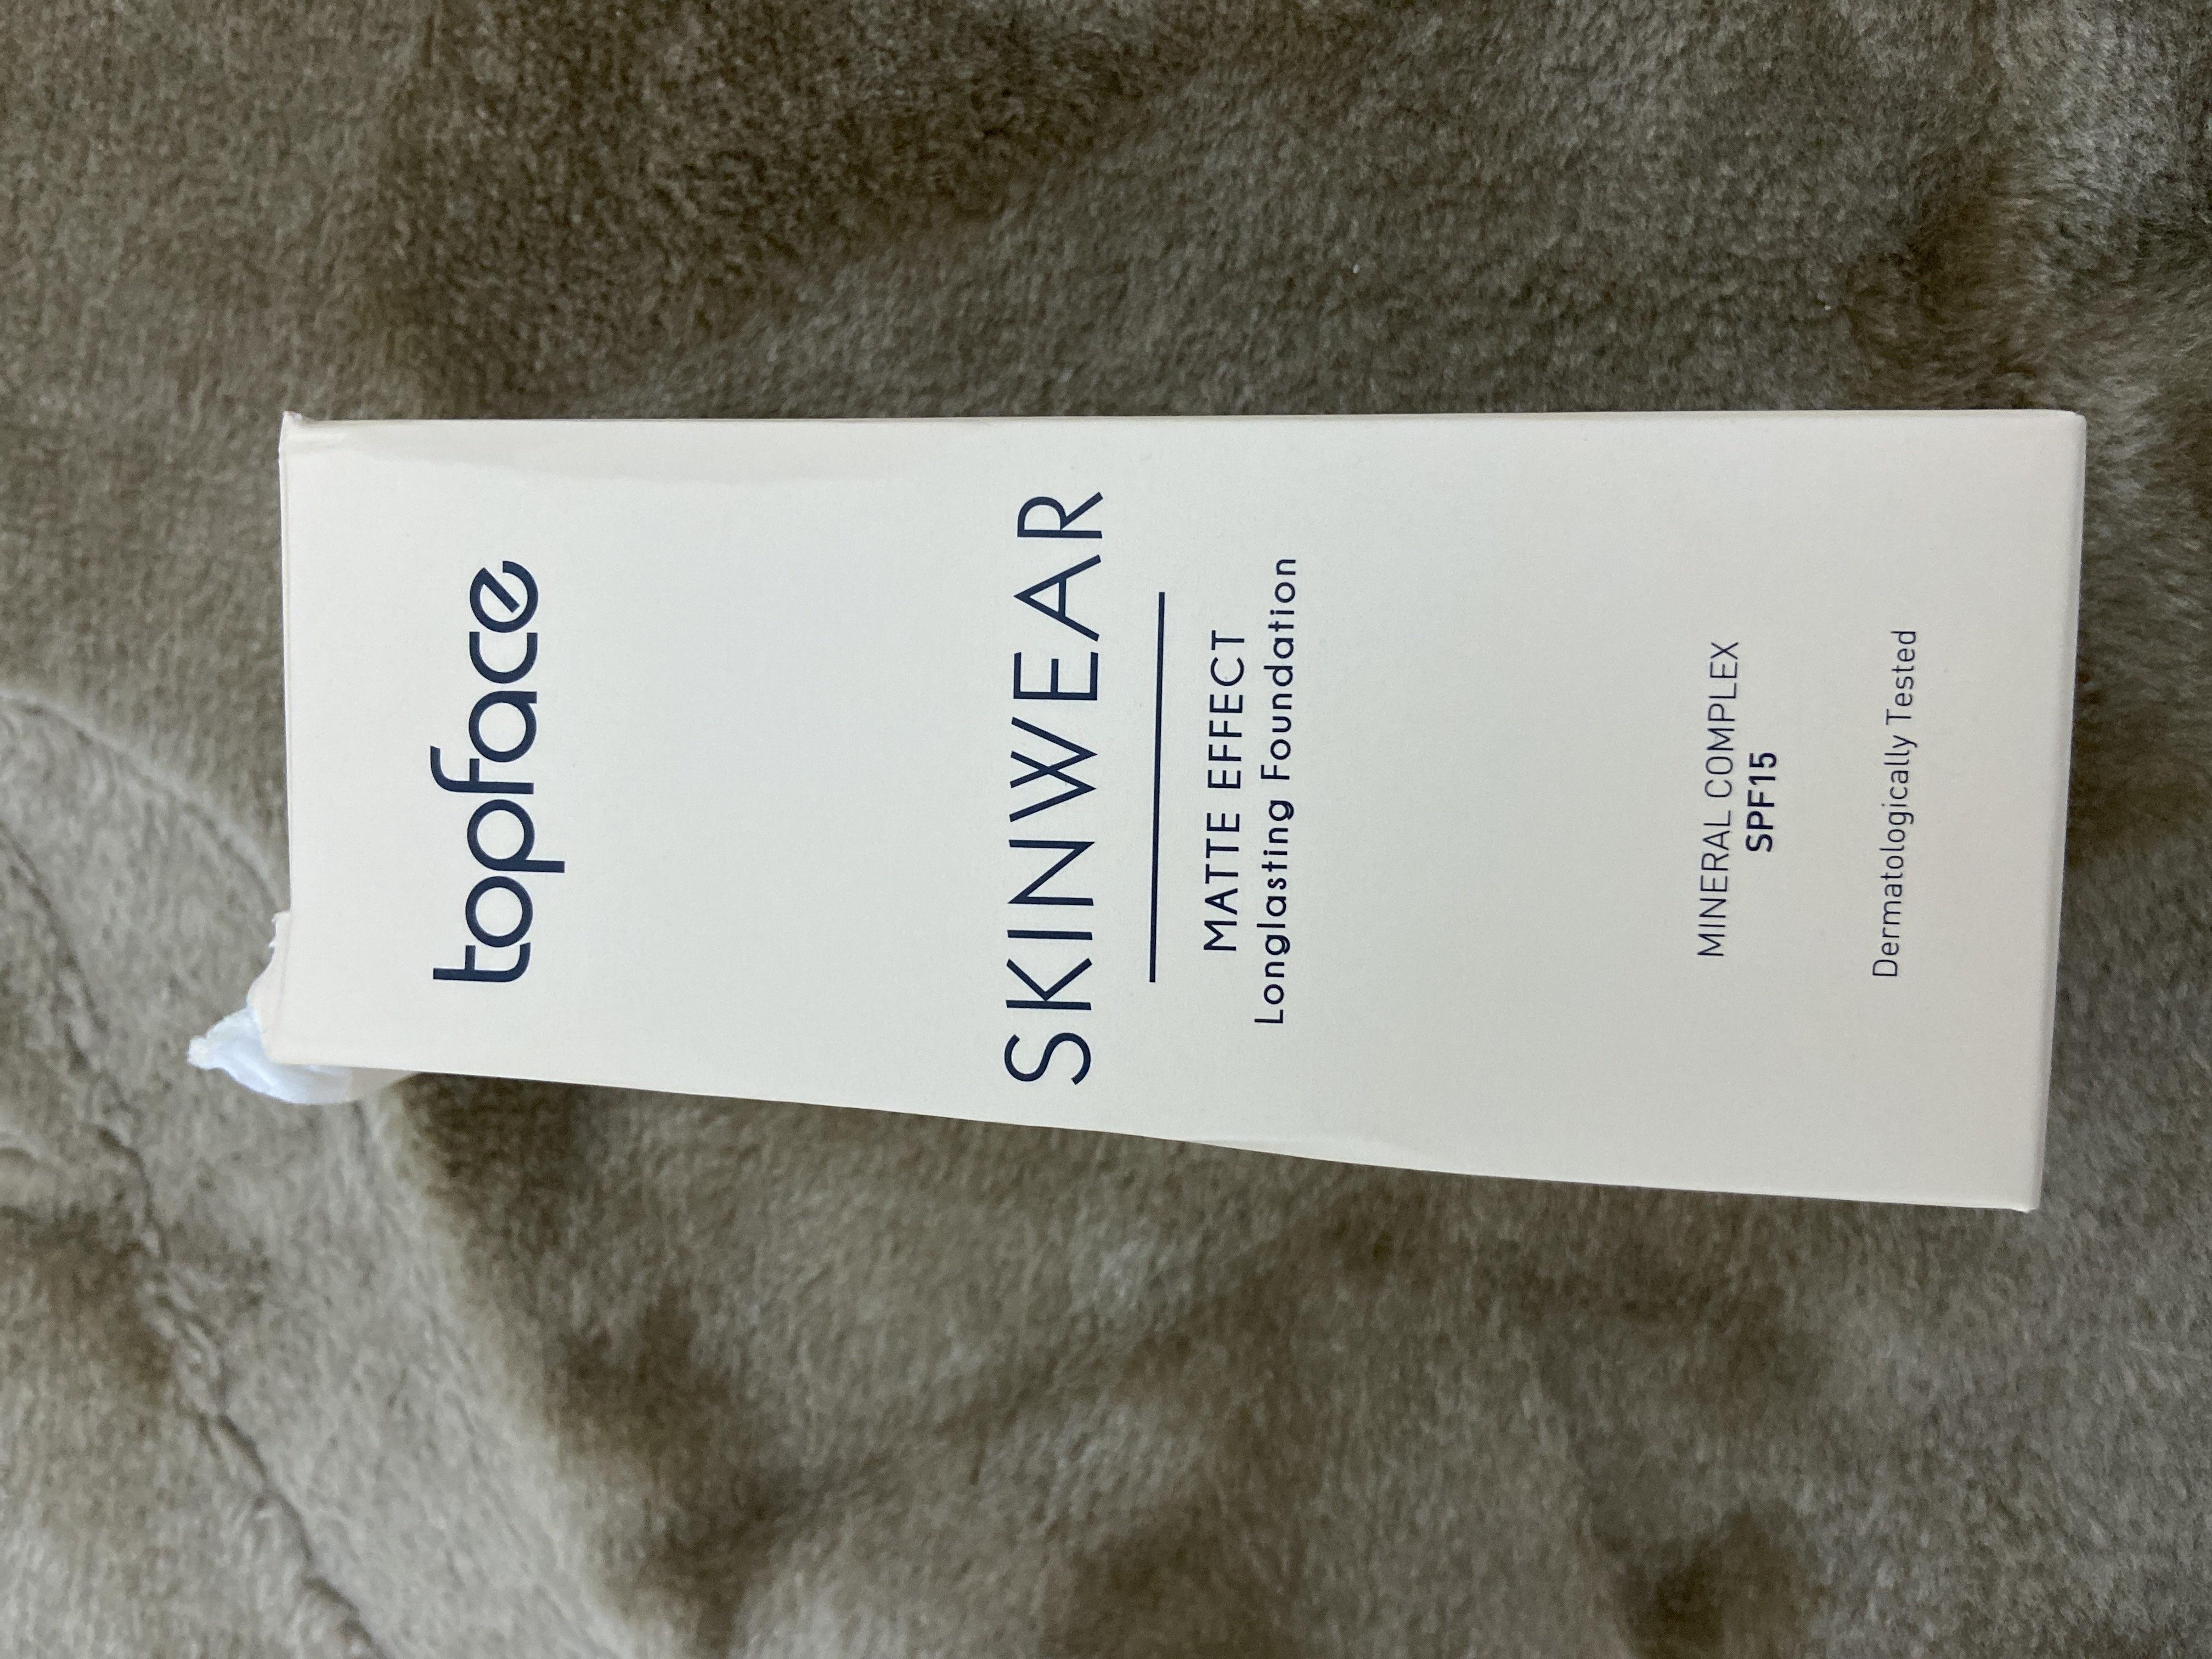 topface
SKINWEAR
MATTE EFFECT
Longlasting Foundation
MINERAL COMPLEX
SPF15
Dermatologically Tested